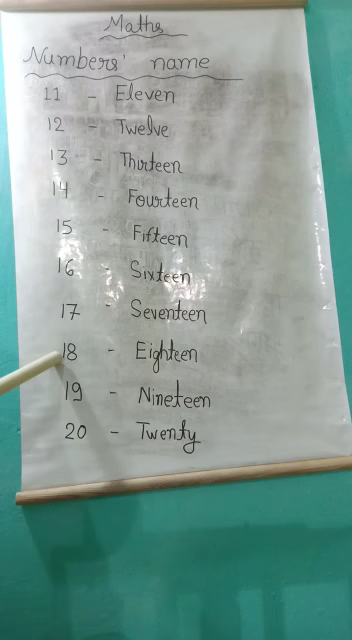 Maths
Numbers' name
11 - Eleven
12 - Twelve
13 - Thirteen
14 - Fourteen
15 - Fifteen
16 - Sixteen
17 - Seventeen
18 - Eighteen
19 - Nineteen
20 - Twenty